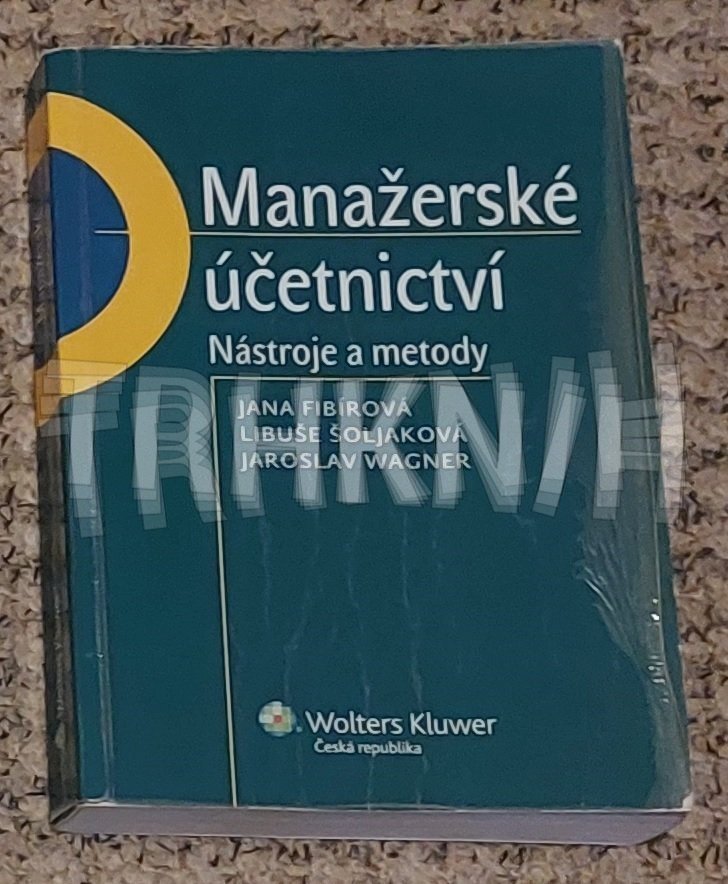 Manažerské
účetnictví
Nástroje a metody
JANA FIBÍROVÁ
LIBUŠE ŠOLJAKOVÁ
JAROSLAV WAGNER
TRHKNIH
Wolters Kluwer
Česká republika